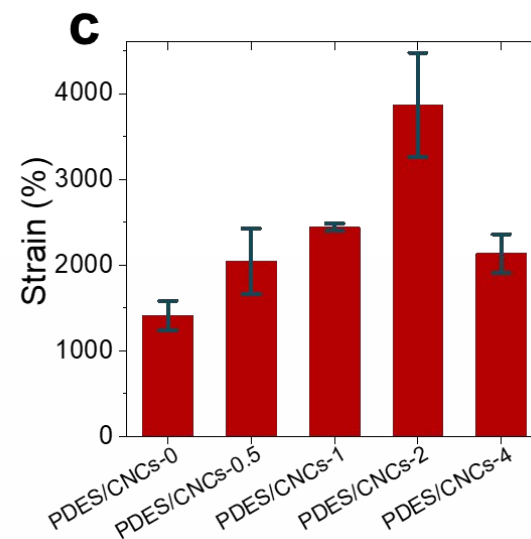 C
Strain (%)
4000
3000
2000
1000
0
PDES/CNCs-0
PDES/CNCs-0.5
PDES/CNCs-1
PDES/CNCs-2
PDES/CNCs-4